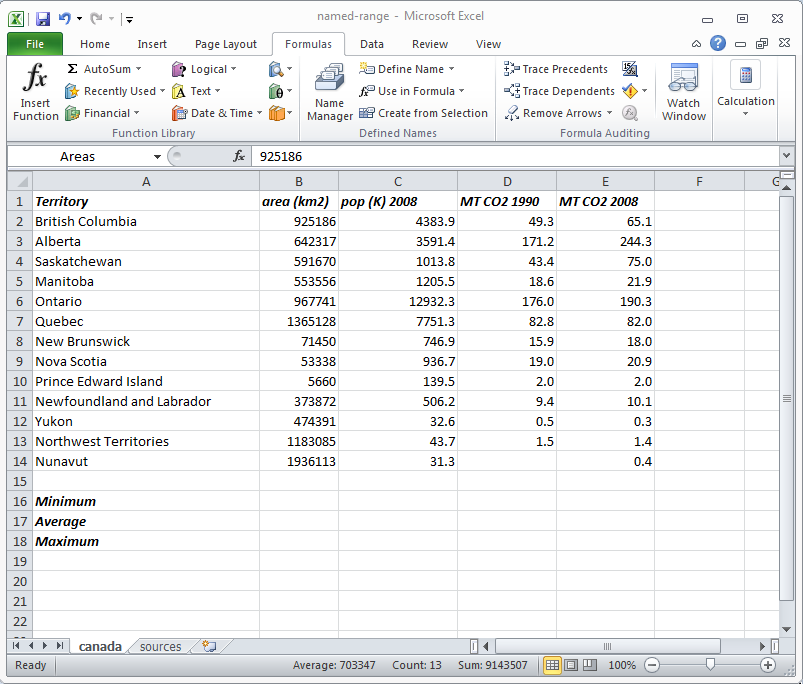 named-range - Microsoft Excel
File Home Insert Page Layout Formulas Data Review View
Insert Function
Σ AutoSum
Recently Used
Financial
Logical
Text
Date & Time
Function Library
Name Manager
Define Name
Use in Formula
Create from Selection
Defined Names
Trace Precedents
Trace Dependents
Remove Arrows
Formula Auditing
Watch Window
Calculation
Areas fx 925186
A B C D E F G
1 Territory area (km2) pop (K) 2008 MT CO2 1990 MT CO2 2008
2 British Columbia 925186 4383.9 49.3 65.1
3 Alberta 642317 3591.4 171.2 244.3
4 Saskatchewan 591670 1013.8 43.4 75.0
5 Manitoba 553556 1205.5 18.6 21.9
6 Ontario 967741 12932.3 176.0 190.3
7 Quebec 1365128 7751.3 82.8 82.0
8 New Brunswick 71450 746.9 15.9 18.0
9 Nova Scotia 53338 936.7 19.0 20.9
10 Prince Edward Island 5660 139.5 2.0 2.0
11 Newfoundland and Labrador 373872 506.2 9.4 10.1
12 Yukon 474391 32.6 0.5 0.3
13 Northwest Territories 1183085 43.7 1.5 1.4
14 Nunavut 1936113 31.3 0.4
15
16 Minimum
17 Average
18 Maximum
19
20
21
22
canada sources
Ready Average: 703347 Count: 13 Sum: 9143507 100%